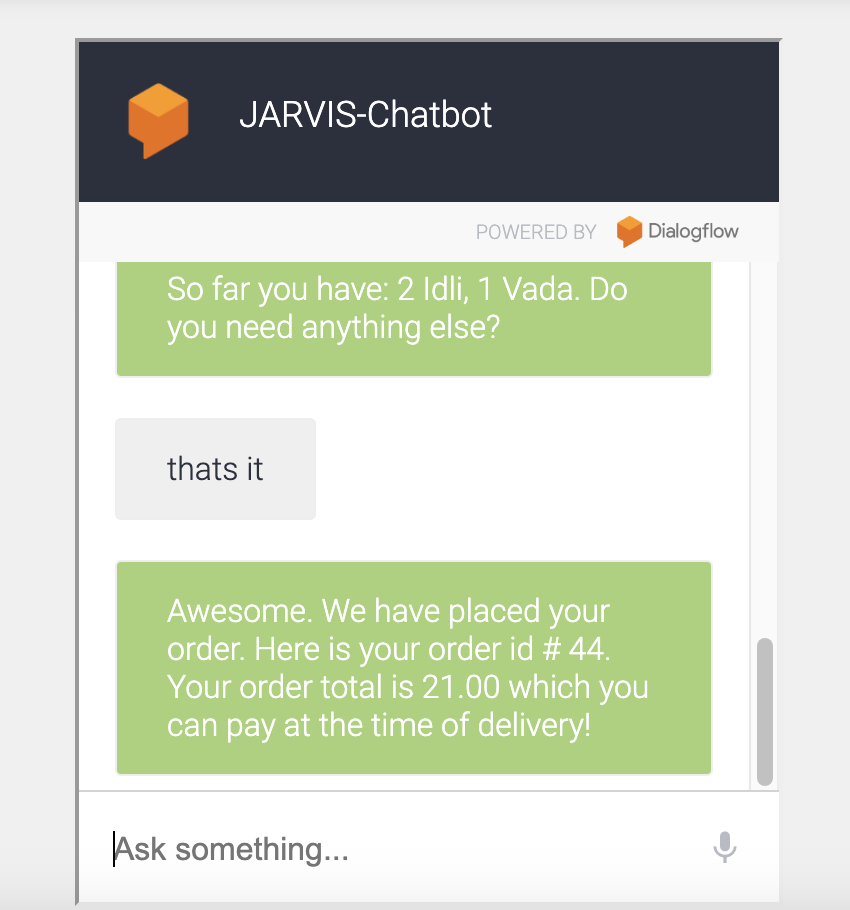 JARVIS-Chatbot
POWERED BY Dialogflow
So far you have: 2 Idli, 1 Vada. Do
you need anything else?
thats it
Awesome. We have placed your
order. Here is your order id # 44.
Your order total is 21.00 which you
can pay at the time of delivery!
Ask something...